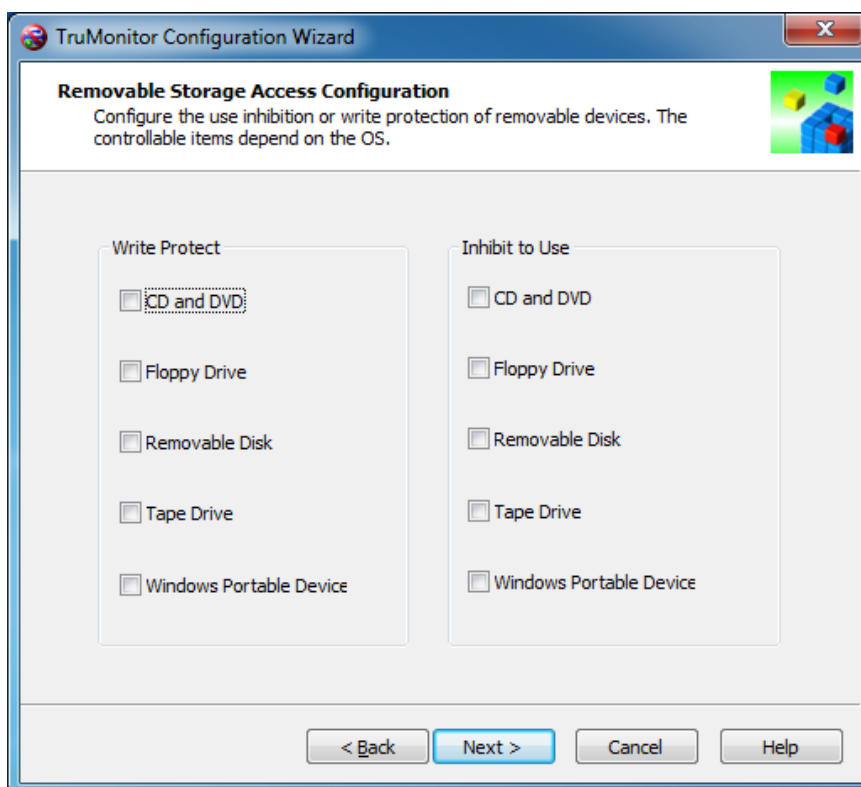 TruMonitor Configuration Wizard
Removable Storage Access Configuration
Configure the use inhibition or write protection of removable devices. The
controllable items depend on the OS.
Write Protect
CD and DVD
Floppy Drive
Removable Disk
Tape Drive
Windows Portable Device
Inhibit to Use
CD and DVD
Floppy Drive
Removable Disk
Tape Drive
Windows Portable Device
< Back
Next >
Cancel
Help